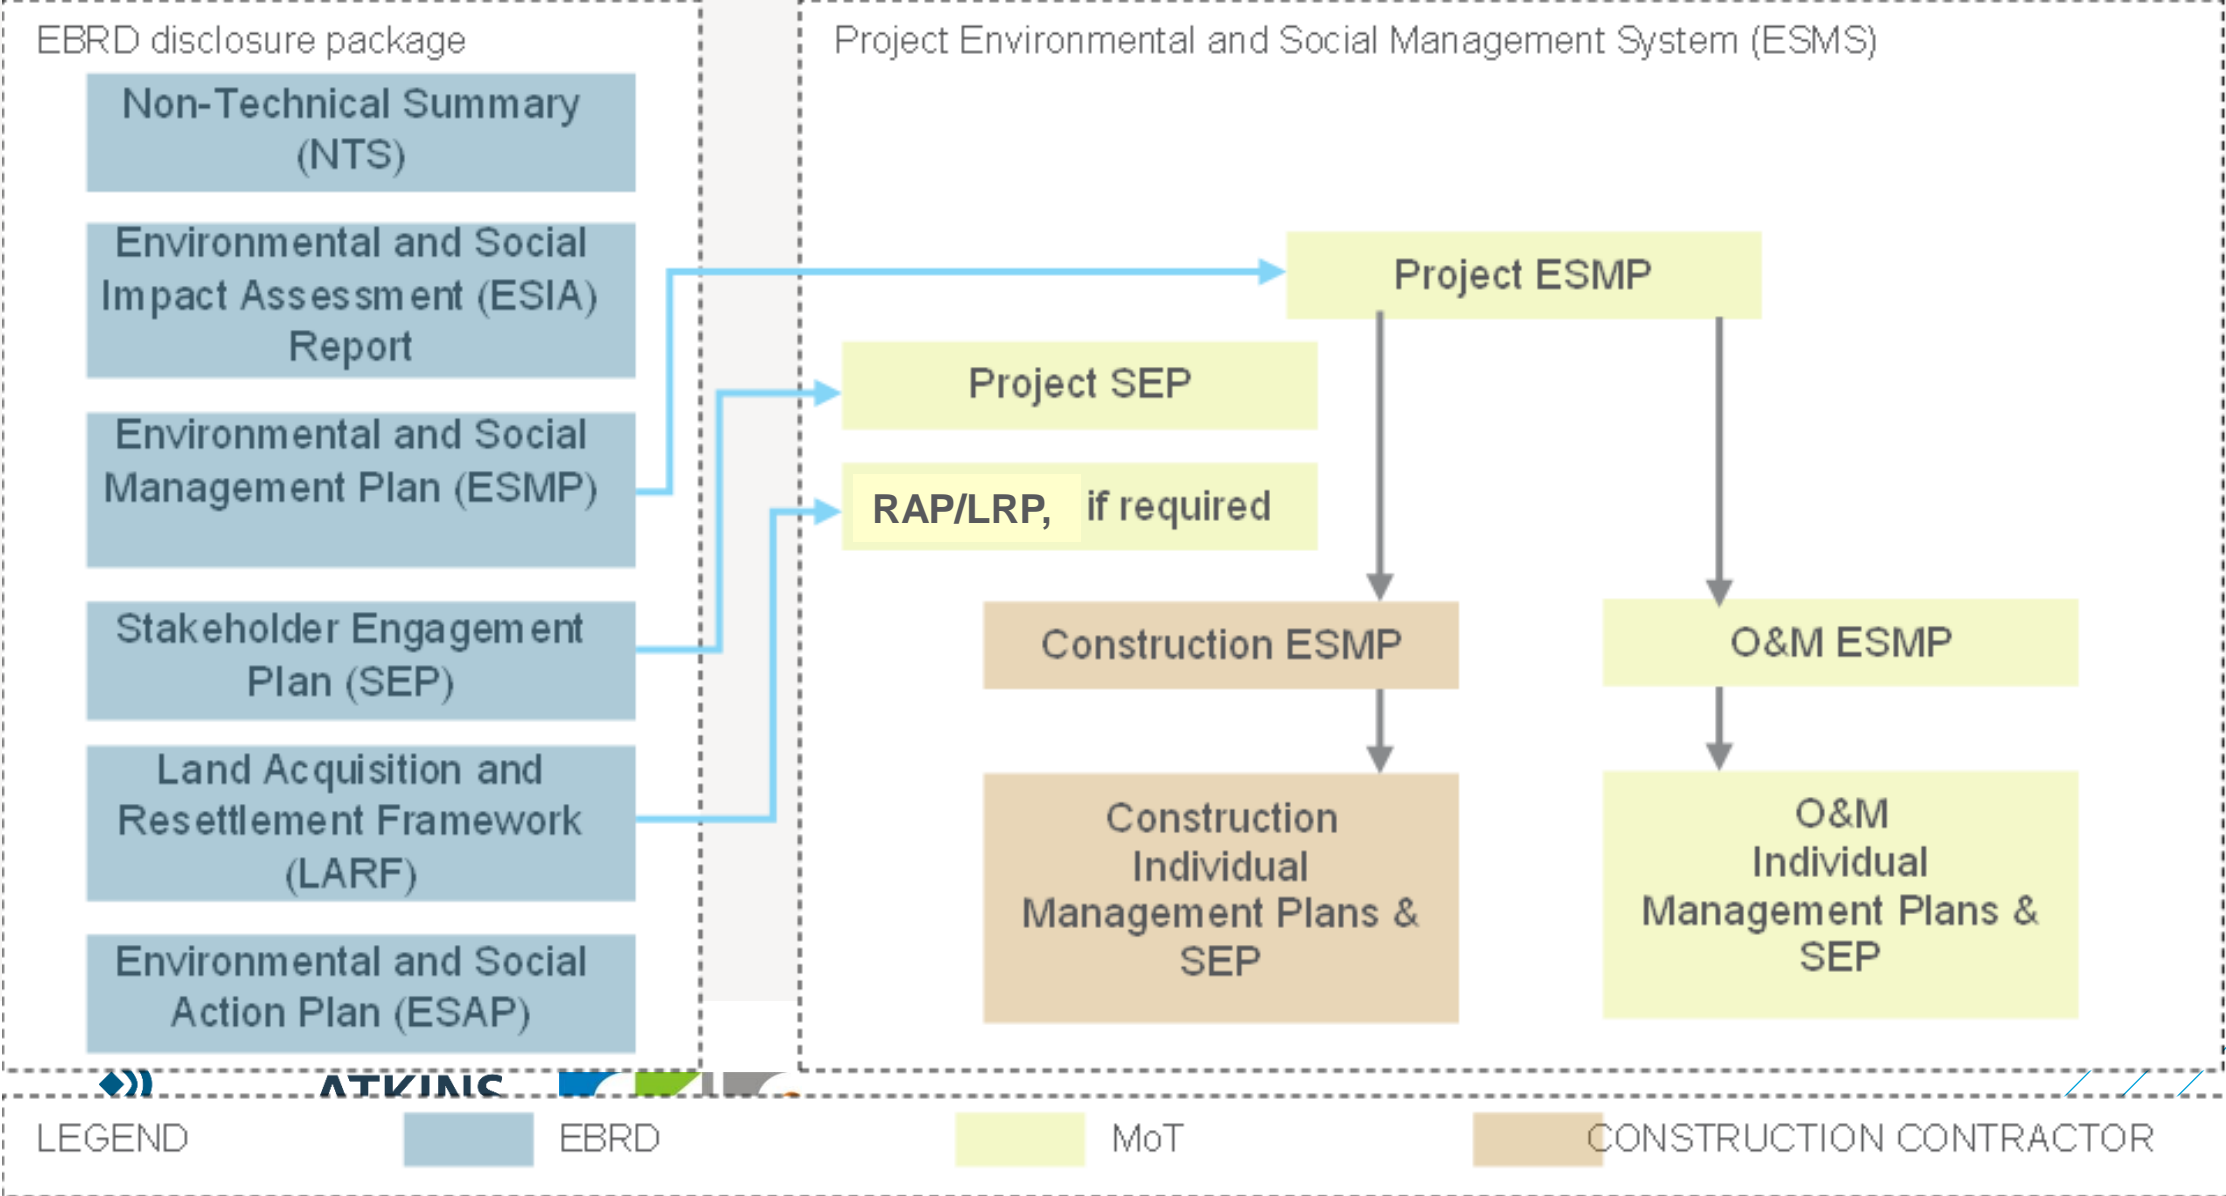 EBRD disclosure package
Non-Technical Summary
(NTS)
Environmental and Social
Impact Assessment (ESIA)
Report
Environmental and Social
Management Plan (ESMP)
Stakeholder Engagement
Plan (SEP)
Land Acquisition and
Resettlement Framework
(LARF)
Environmental and Social
Action Plan (ESAP)
Project Environmental and Social Management System (ESMS)
Project ESMP
Project SEP
RAP/LRP, if required
Construction ESMP
O&M ESMP
Construction
Individual
Management Plans &
SEP
O&M
Individual
Management Plans &
SEP
ATKINS
LEGEND
EBRD
MoT
CONSTRUCTION CONTRACTOR